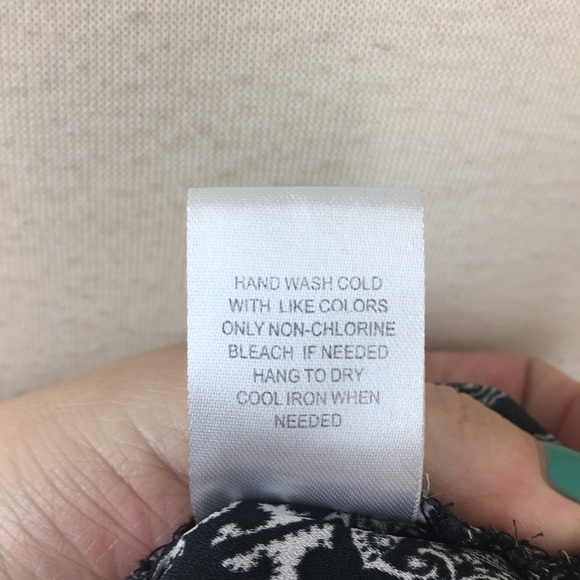 HAND WASH COLD
WITH LIKE COLORS
ONLY NON-CHLORINE
BLEACH IF NEEDED
HANG TO DRY
COOL IRON WHEN
NEEDED